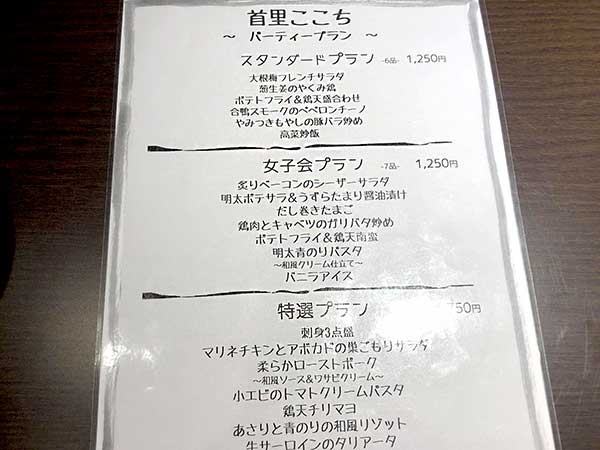 首里ここち
～ パーティープラン ～
スタンダードプラン -6品- 1,250円
大根梅フレンチサラダ
葱生姜のやくみ鶏
ポテトフライ＆鶏天盛合わせ
合鴨スモークのペペロンチーノ
やみつきもやしの豚バラ炒め
高菜炒飯
女子会プラン -7品- 1,250円
炙りベーコンのシーザーサラダ
明太ポテサラ＆うずらたまり醤油漬け
だし巻きたまご
鶏肉とキャベツのガリバタ炒め
ポテトフライ＆鶏天南蛮
明太青のりパスタ
～和風クリーム仕立て～
バニラアイス
特選プラン 750円
刺身3点盛
マリネチキンとアボカドの巣ごもりサラダ
柔らかローストポーク
～和風ソース＆ワサビクリーム～
小エビのトマトクリームパスタ
鶏天チリマヨ
あさりと青のりの和風リゾット
牛サーロインのタリアータ